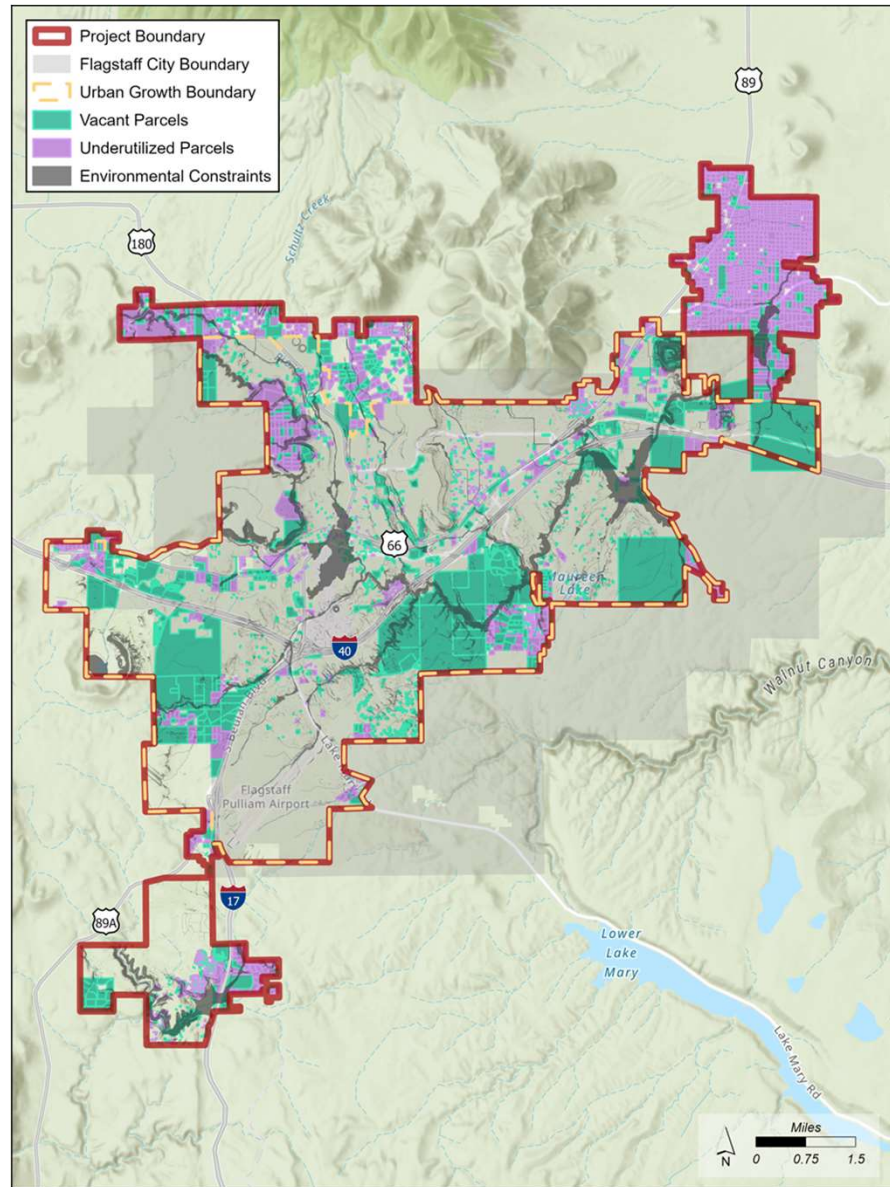 Project Boundary
Flagstaff City Boundary
Urban Growth Boundary
Vacant Parcels
Underutilized Parcels
Environmental Constraints
89
180
Schultz Creek
66
Maureen
Lake
40
Walnut Canyon
Lake
Flagstaff
Pulliam Airport
17
89A
Lower
Lake
Mary
Lake Mary Rd
Miles
N
0 0.75 1.5